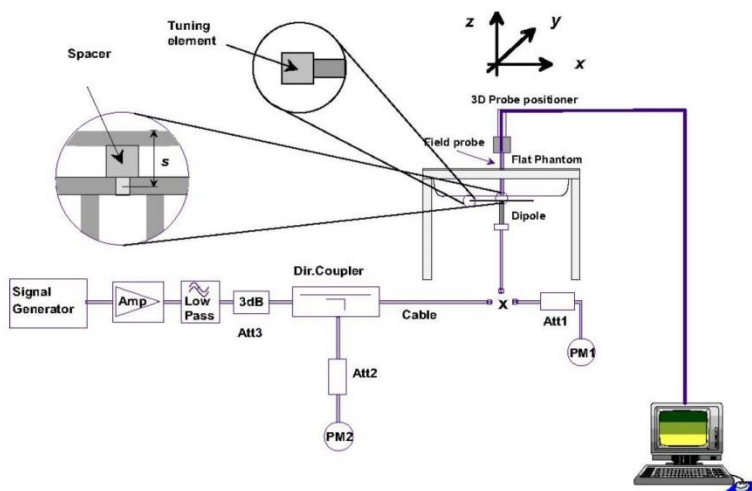 Tuning
element
z
y
x
Spacer
3D Probe positioner
Field probe
Flat Phantom
s
Dipole
Dir.Coupler
Signal
Generator
Amp
Low
Pass
3dB
Att3
Cable
x
Att1
PM1
Att2
PM2